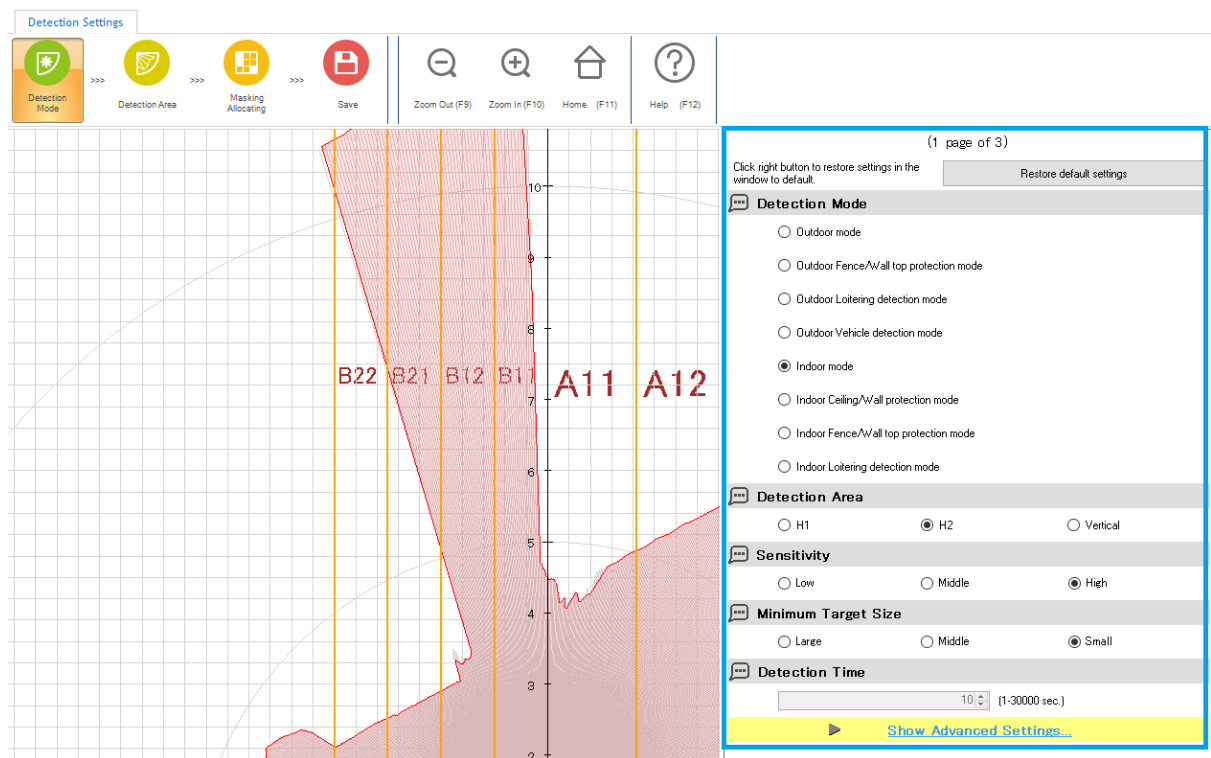 Detection Settings
Detection
Mode
>>>
Detection Area
>>>
Masking
Allocating
>>>
Save
Zoom Out (F9)
Zoom In (F10)
Home (F11)
Help (F12)
10
9
8
7
6
5
4
3
2
B22
B21
B12
B11
A11
A12
(1 page of 3)
Click right button to restore settings in the
window to default.
Restore default settings
Detection Mode
Outdoor mode
Outdoor Fence/Wall top protection mode
Outdoor Loitering detection mode
Outdoor Vehicle detection mode
Indoor mode
Indoor Ceiling/Wall protection mode
Indoor Fence/Wall top protection mode
Indoor Loitering detection mode
Detection Area
H1 H2 Vertical
Sensitivity
Low Middle High
Minimum Target Size
Large Middle Small
Detection Time
10 (1-30000 sec.)
Show Advanced Settings...